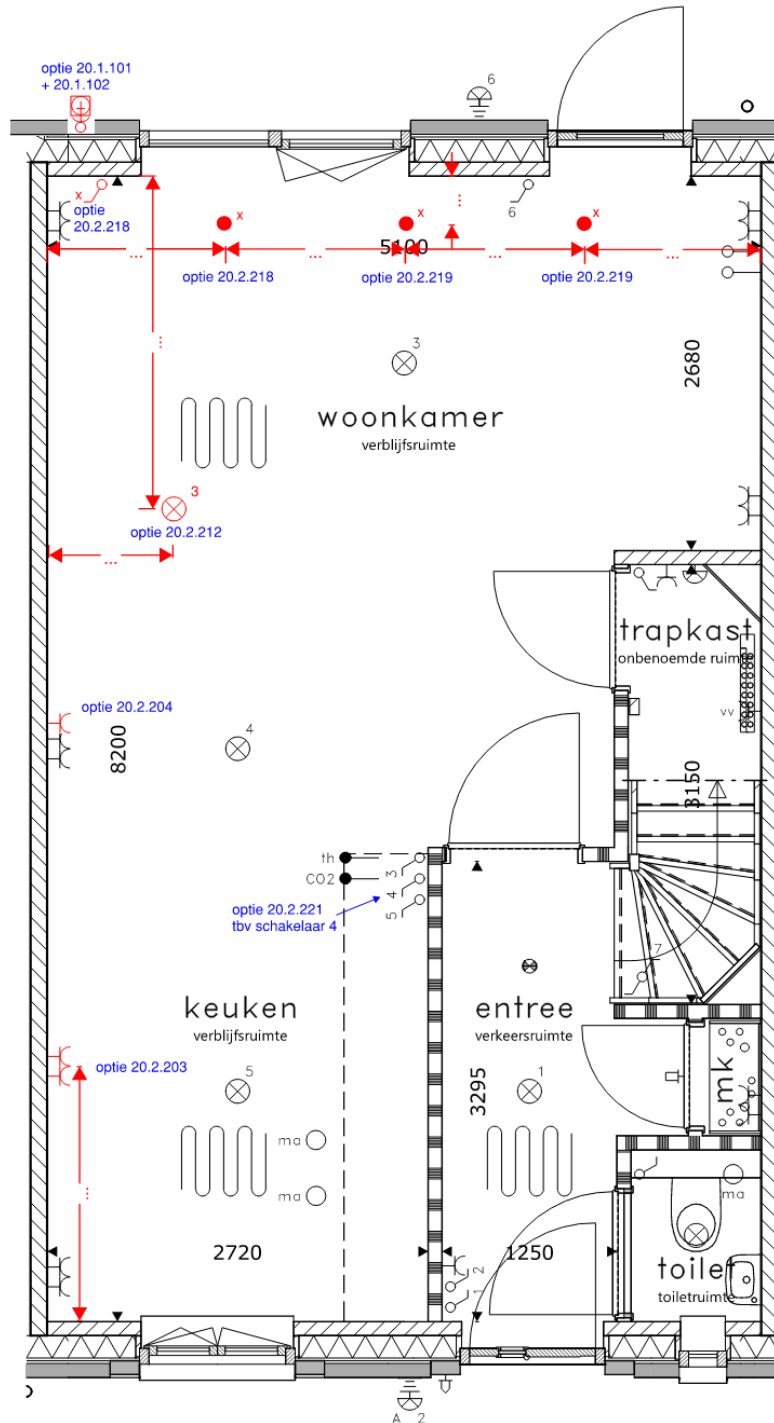 optie 20.1.101
+ 20.1.102
6
x
optie
20.2.218
x
x
x
6
...
...
...
5100
...
...
optie 20.2.218
optie 20.2.219
optie 20.2.219
...
3
2680
woonkamer
verblijfsruimte
3
optie 20.2.212
...
trapkast
onbenoemde ruimte
optie 20.2.204
vv
4
8200
3150
th
CO2
3
4
5
optie 20.2.221
tbv schakelaar 4
7
keuken
verblijfsruimte
entree
verkeersruimte
optie 20.2.203
5
1
3295
mk
ma
ma
ma
...
2720
1250
2
1
toilet
toiletruimte
A
2